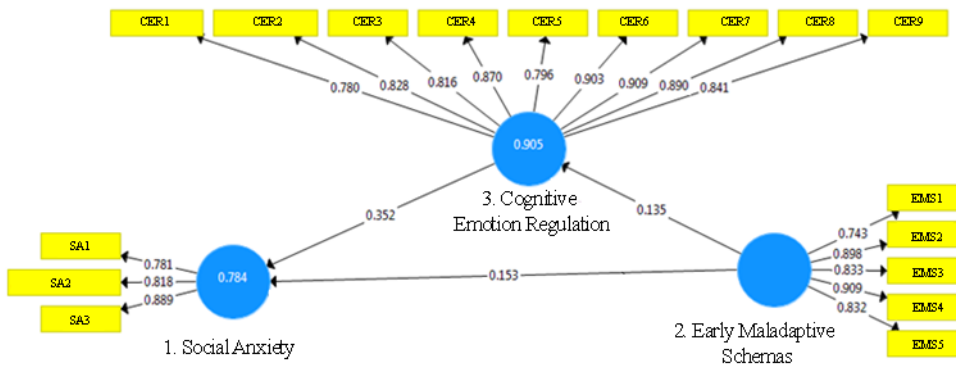 CER1 CER2 CER3 CER4 CER5 CER6 CER7 CER8 CER9
0.780 0.828 0.816 0.870 0.796 0.903 0.909 0.890 0.841
0.905
3. Cognitive
Emotion Regulation
0.352
0.135
EMS1
0.743
EMS2
0.898
EMS3
0.833
EMS4
0.909
EMS5
0.832
SA1
0.781
SA2
0.818
SA3
0.889
0.784
0.153
1. Social Anxiety
2. Early Maladaptive
Schemas